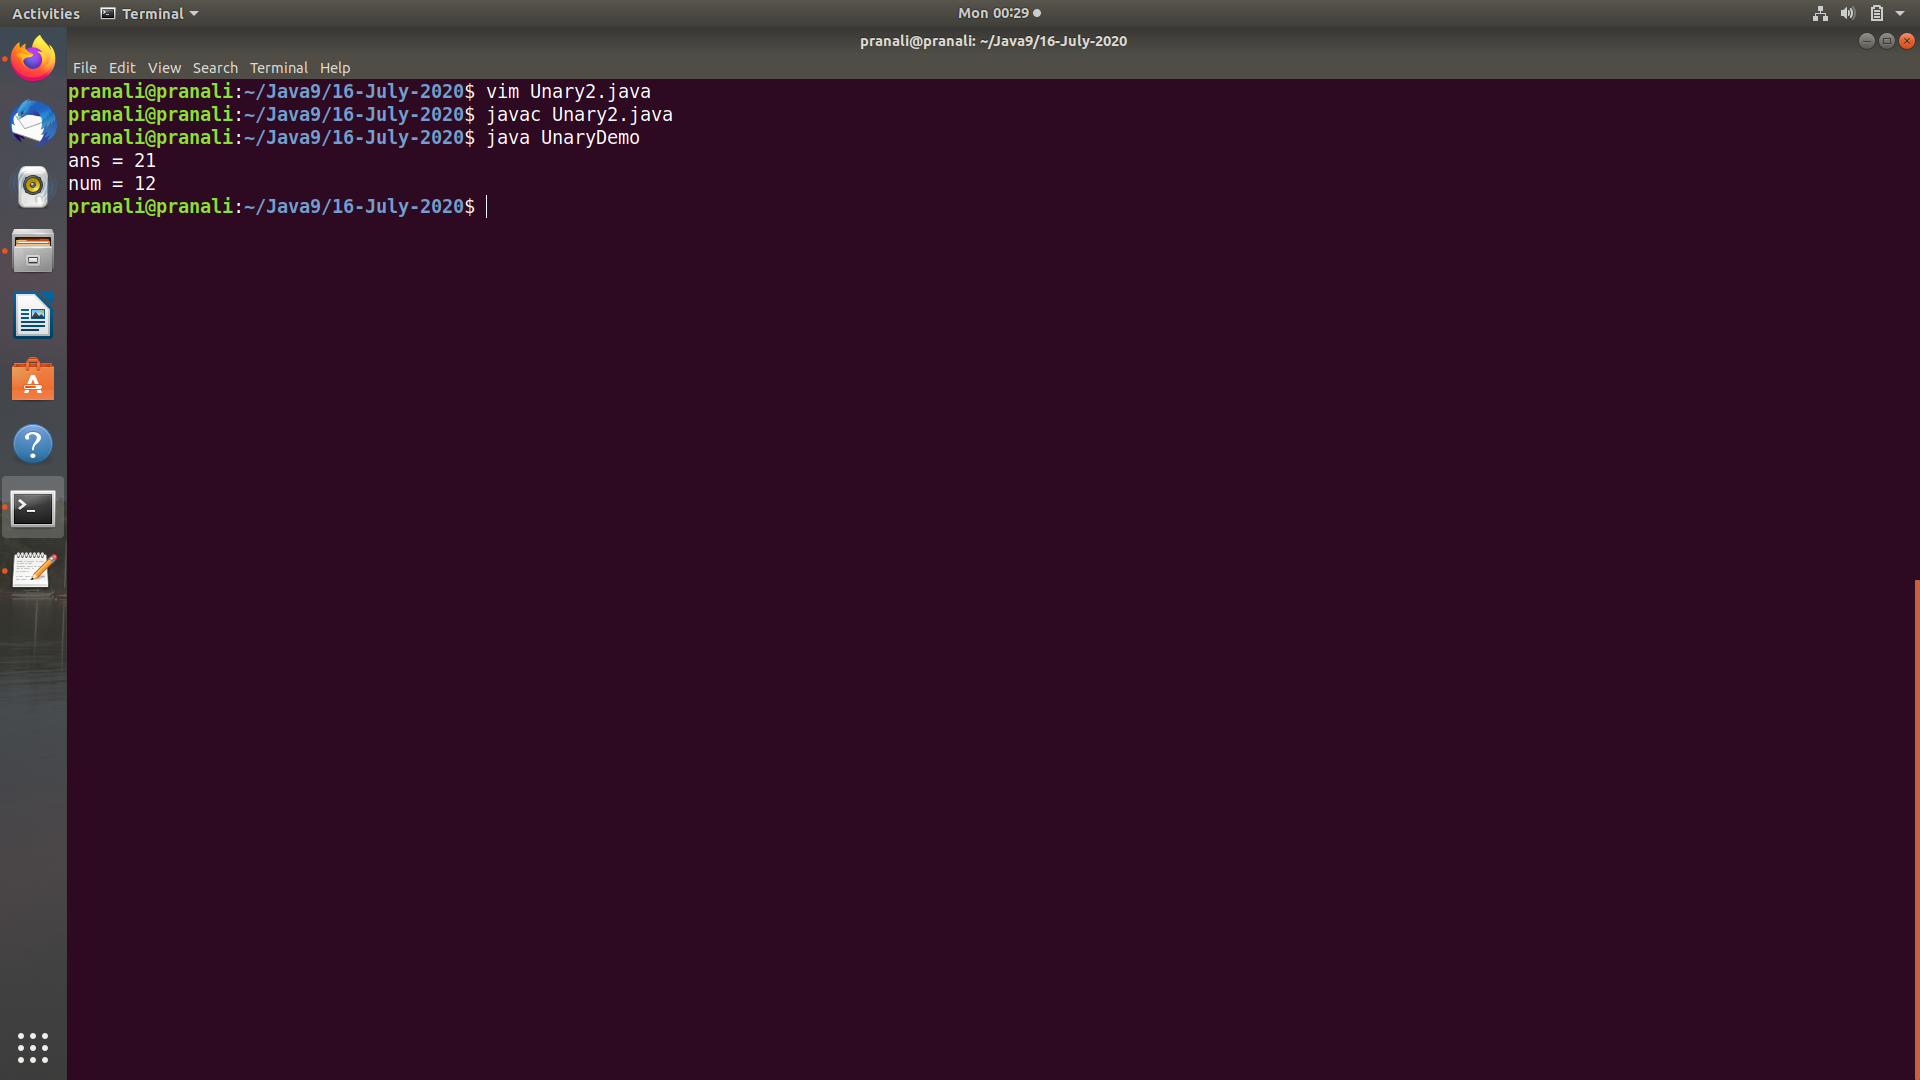 Activities Terminal Mon 00:29
pranali@pranali: ~/Java9/16-July-2020
File Edit View Search Terminal Help
pranali@pranali:~/Java9/16-July-2020$ vim Unary2.java
pranali@pranali:~/Java9/16-July-2020$ javac Unary2.java
pranali@pranali:~/Java9/16-July-2020$ java UnaryDemo
ans = 21
num = 12
pranali@pranali:~/Java9/16-July-2020$